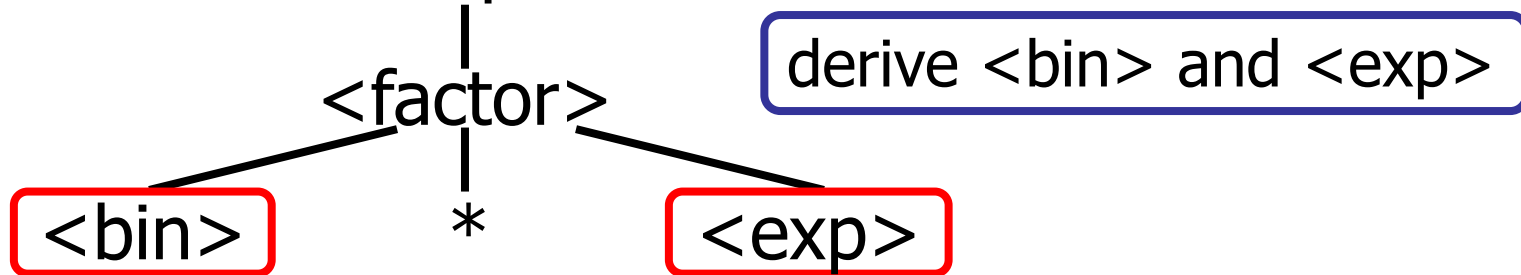 derive <bin> and <exp>
<factor>
<bin> * <exp>